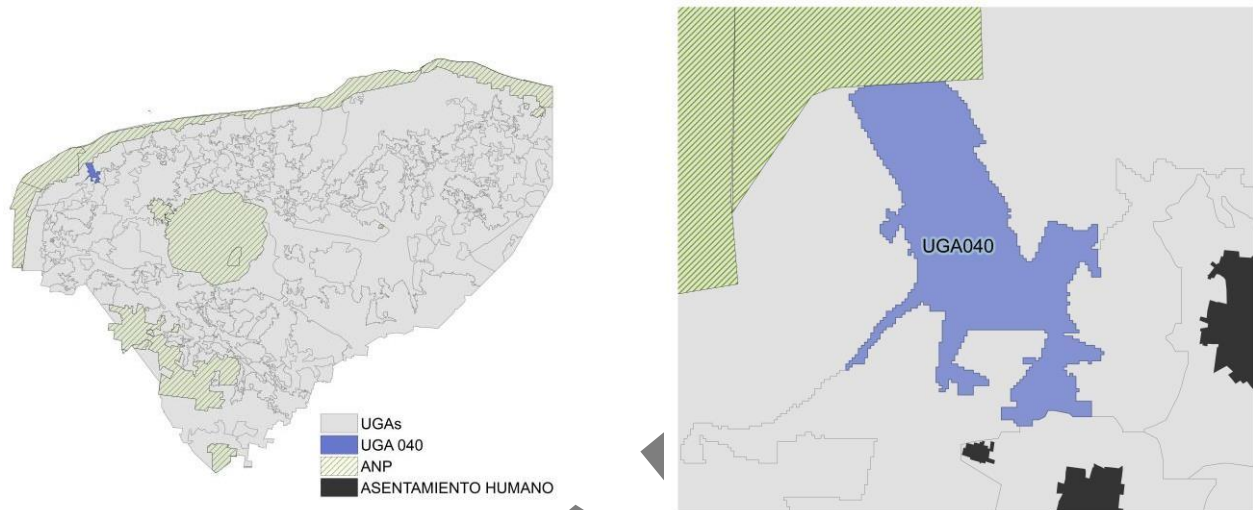 UGAs
UGA 040
ANP
ASENTAMIENTO HUMANO
UGA040